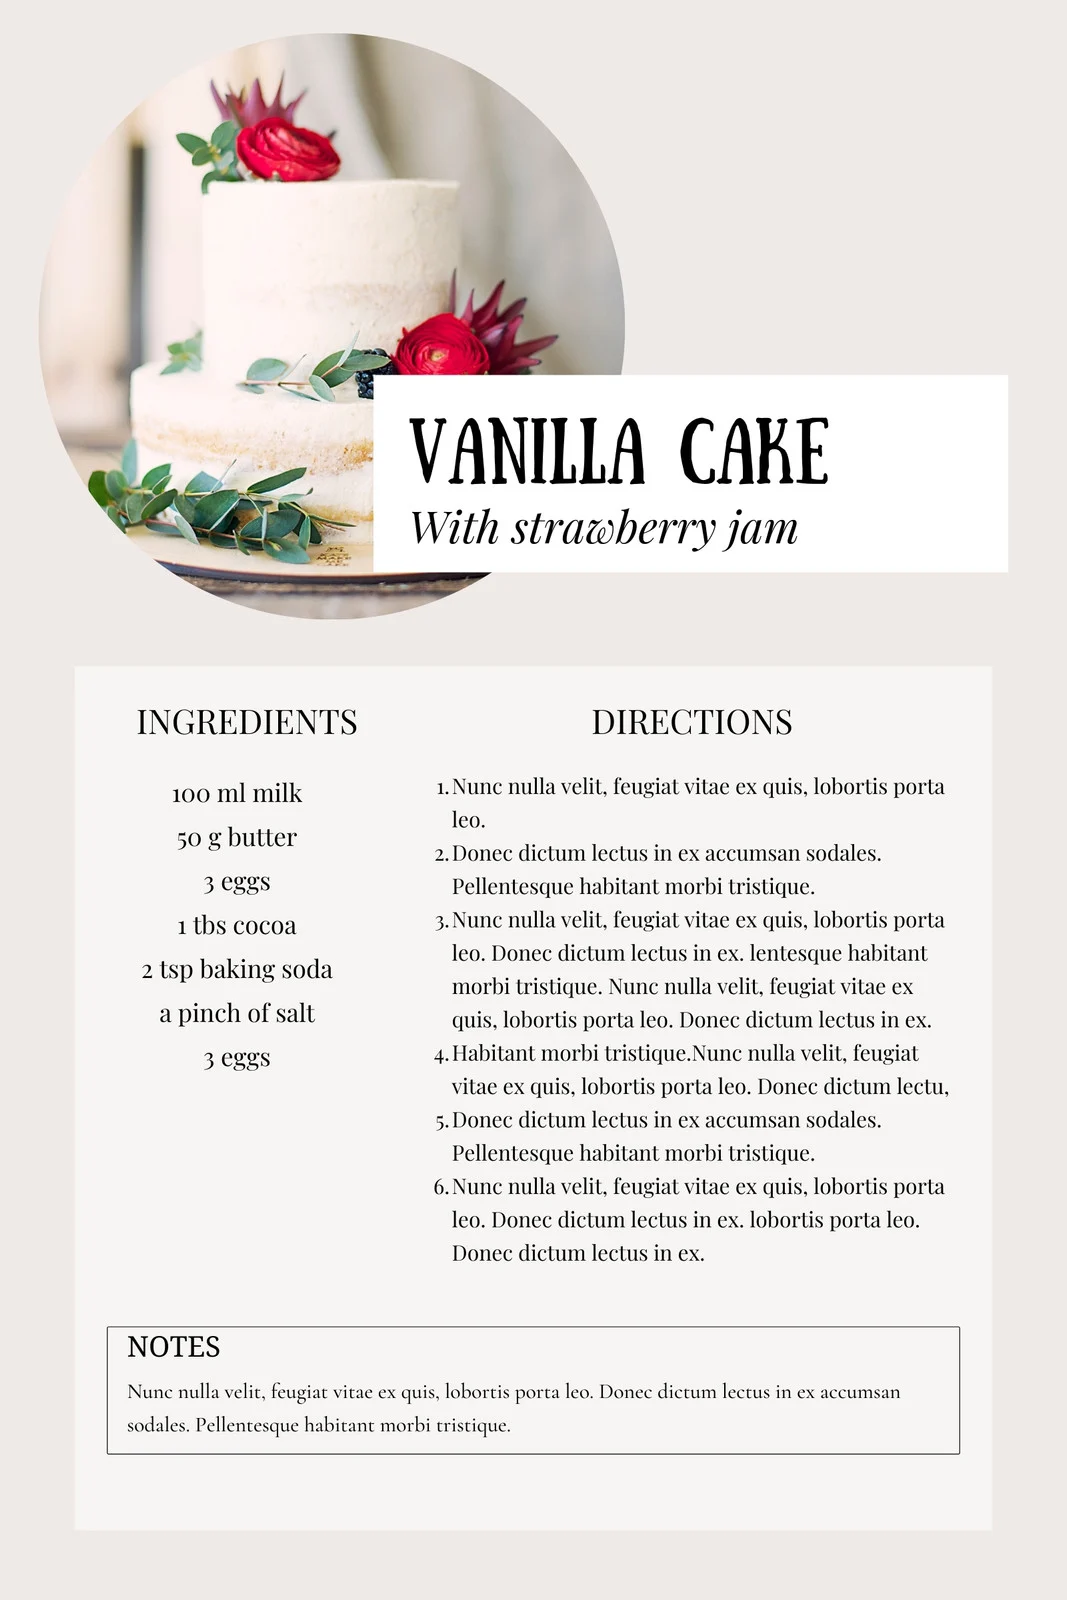 VANILLA CAKE
With strawberry jam
INGREDIENTS
100 ml milk
50 g butter
3 eggs
1 tbs cocoa
2 tsp baking soda
a pinch of salt
3 eggs
DIRECTIONS
1. Nunc nulla velit, feugiat vitae ex quis, lobortis porta
leo.
2. Donec dictum lectus in ex accumsan sodales.
Pellentesque habitant morbi tristique.
3. Nunc nulla velit, feugiat vitae ex quis, lobortis porta
leo. Donec dictum lectus in ex. lentesque habitant
morbi tristique. Nunc nulla velit, feugiat vitae ex
quis, lobortis porta leo. Donec dictum lectus in ex.
4. Habitant morbi tristique.Nunc nulla velit, feugiat
vitae ex quis, lobortis porta leo. Donec dictum lectu,
5. Donec dictum lectus in ex accumsan sodales.
Pellentesque habitant morbi tristique.
6. Nunc nulla velit, feugiat vitae ex quis, lobortis porta
leo. Donec dictum lectus in ex. lobortis porta leo.
Donec dictum lectus in ex.
NOTES
Nunc nulla velit, feugiat vitae ex quis, lobortis porta leo. Donec dictum lectus in ex accumsan
sodales. Pellentesque habitant morbi tristique.